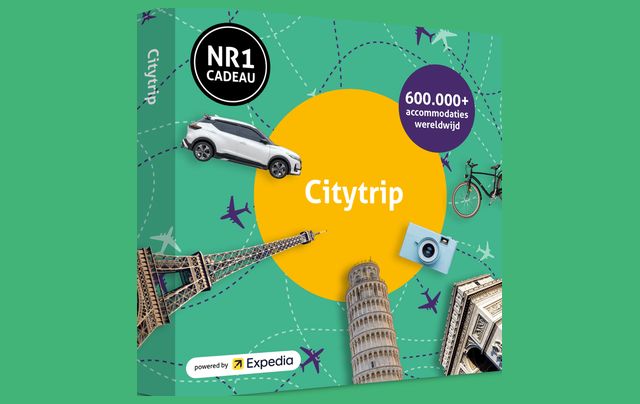 Citytrip
NR1
CADEAU
600.000+
accommodaties
wereldwijd
Citytrip
powered by Expedia